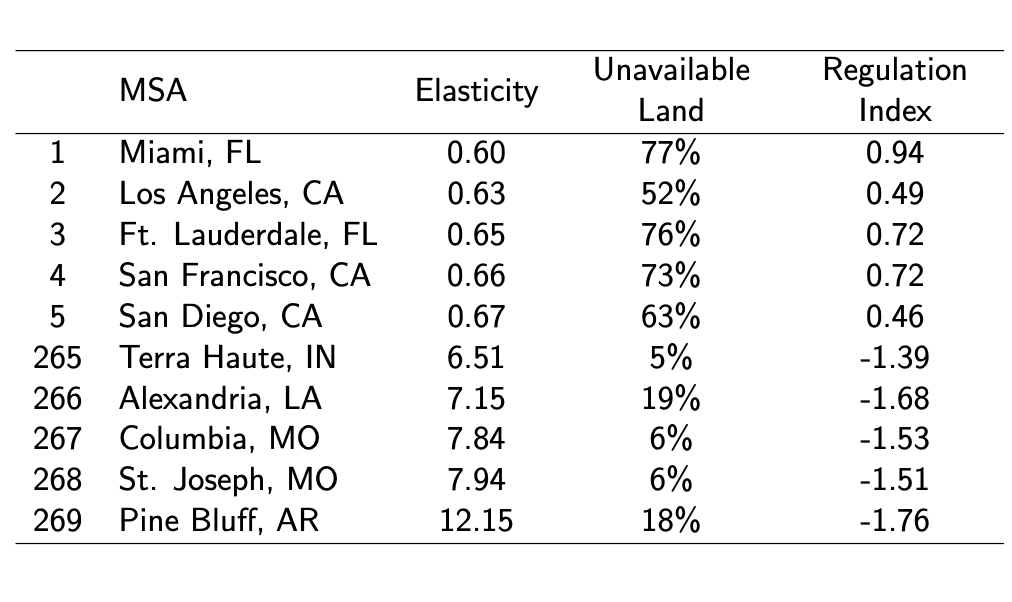 MSA Elasticity Unavailable Land Regulation Index
1 Miami, FL 0.60 77% 0.94
2 Los Angeles, CA 0.63 52% 0.49
3 Ft. Lauderdale, FL 0.65 76% 0.72
4 San Francisco, CA 0.66 73% 0.72
5 San Diego, CA 0.67 63% 0.46
265 Terra Haute, IN 6.51 5% -1.39
266 Alexandria, LA 7.15 19% -1.68
267 Columbia, MO 7.84 6% -1.53
268 St. Joseph, MO 7.94 6% -1.51
269 Pine Bluff, AR 12.15 18% -1.76